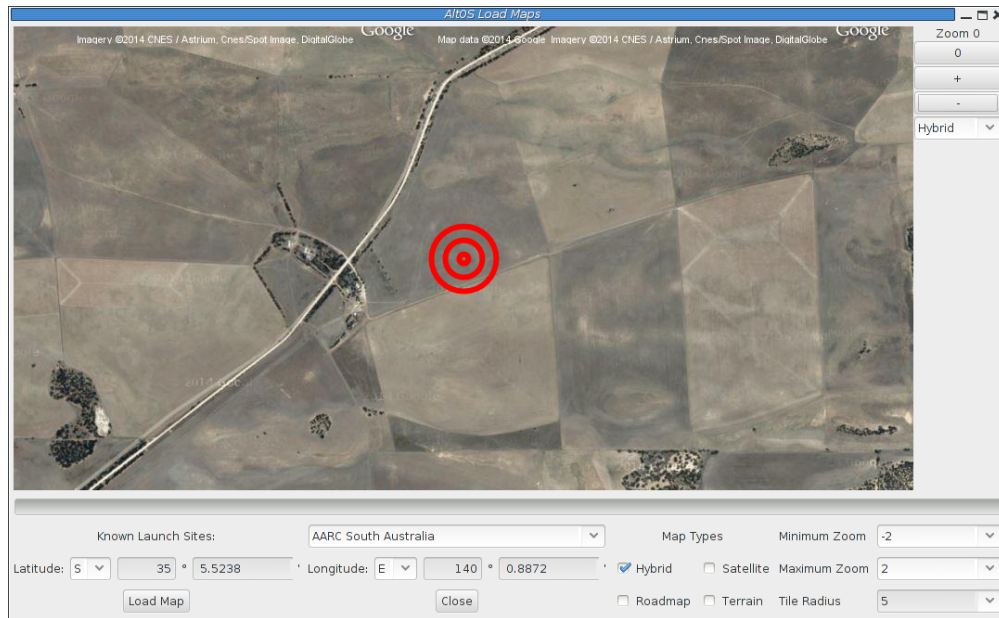 AltOS Load Maps
Imagery ©2014 CNES / Astrium, Cnes/Spot Image, DigitalGlobe
Google
Map data ©2014 Google Imagery ©2014 CNES / Astrium, Cnes/Spot Image, DigitalGlobe
Google
Zoom 0
0
+
-
Hybrid
Known Launch Sites: AARC South Australia Map Types Minimum Zoom -2
Latitude: S 35 ° 5.5238 ' Longitude: E 140 ° 0.8872 ' Hybrid Satellite Maximum Zoom 2
Load Map Close Roadmap Terrain Tile Radius 5